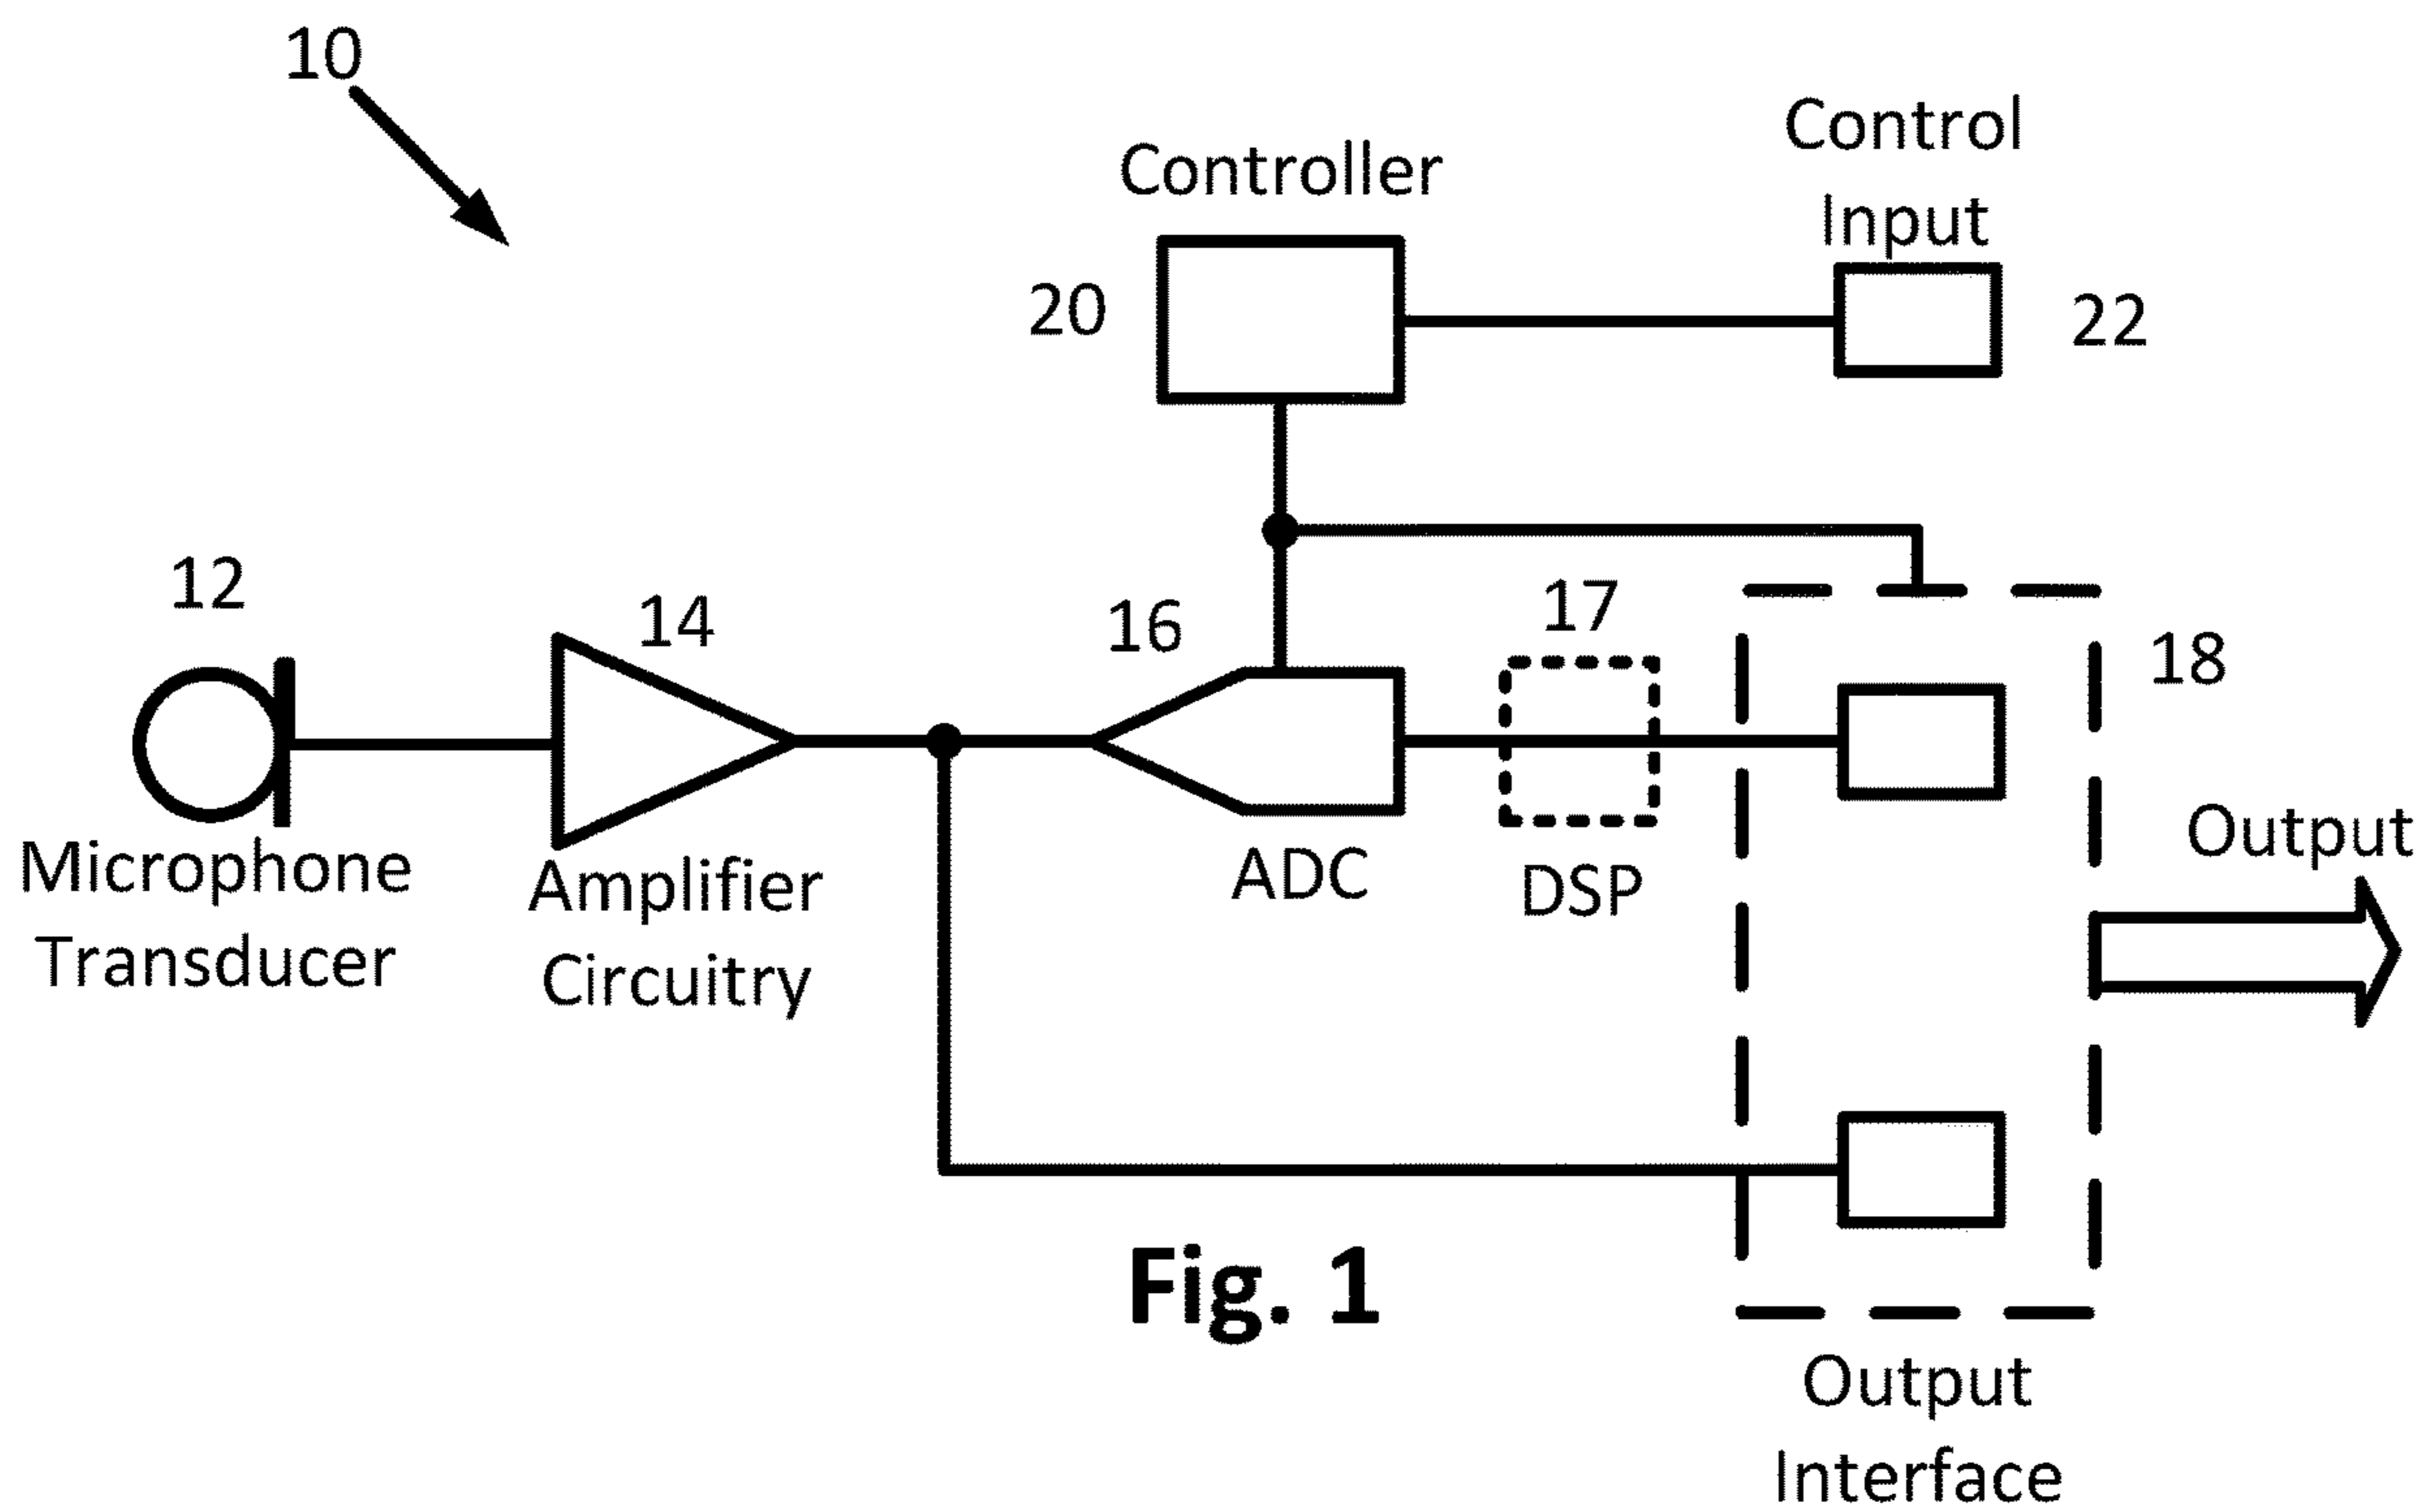 10
Control
Input
Controller
20
22
12
14
16
17
18
Microphone
Transducer
Amplifier
Circuitry
ADC
DSP
Output
Fig. 1
Output
Interface